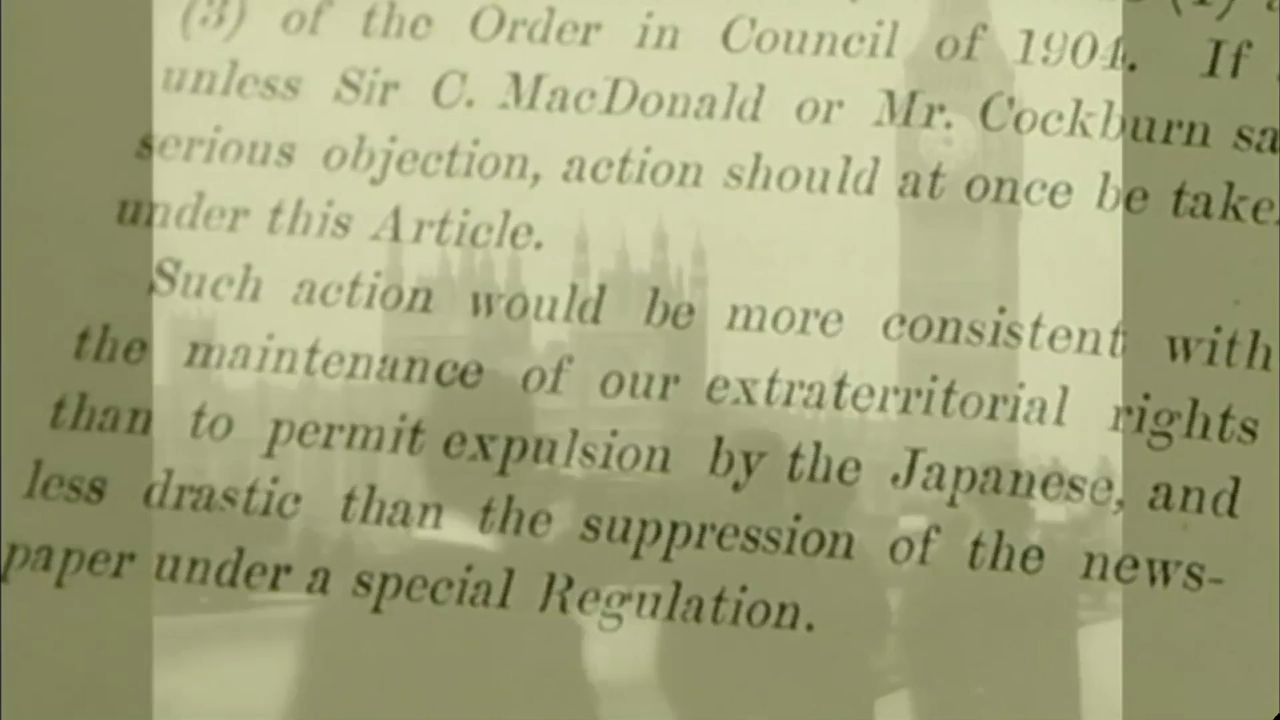 (3) of the Order in Council of 1904. If
unless Sir C. MacDonald or Mr. Cockburn
serious objection, action should at once be
under this Article.
Such action would be more consistent with
the maintenance of our extraterritorial rights
than to permit expulsion by the Japanese, and
less drastic than the suppression of the news-
paper under a special Regulation.